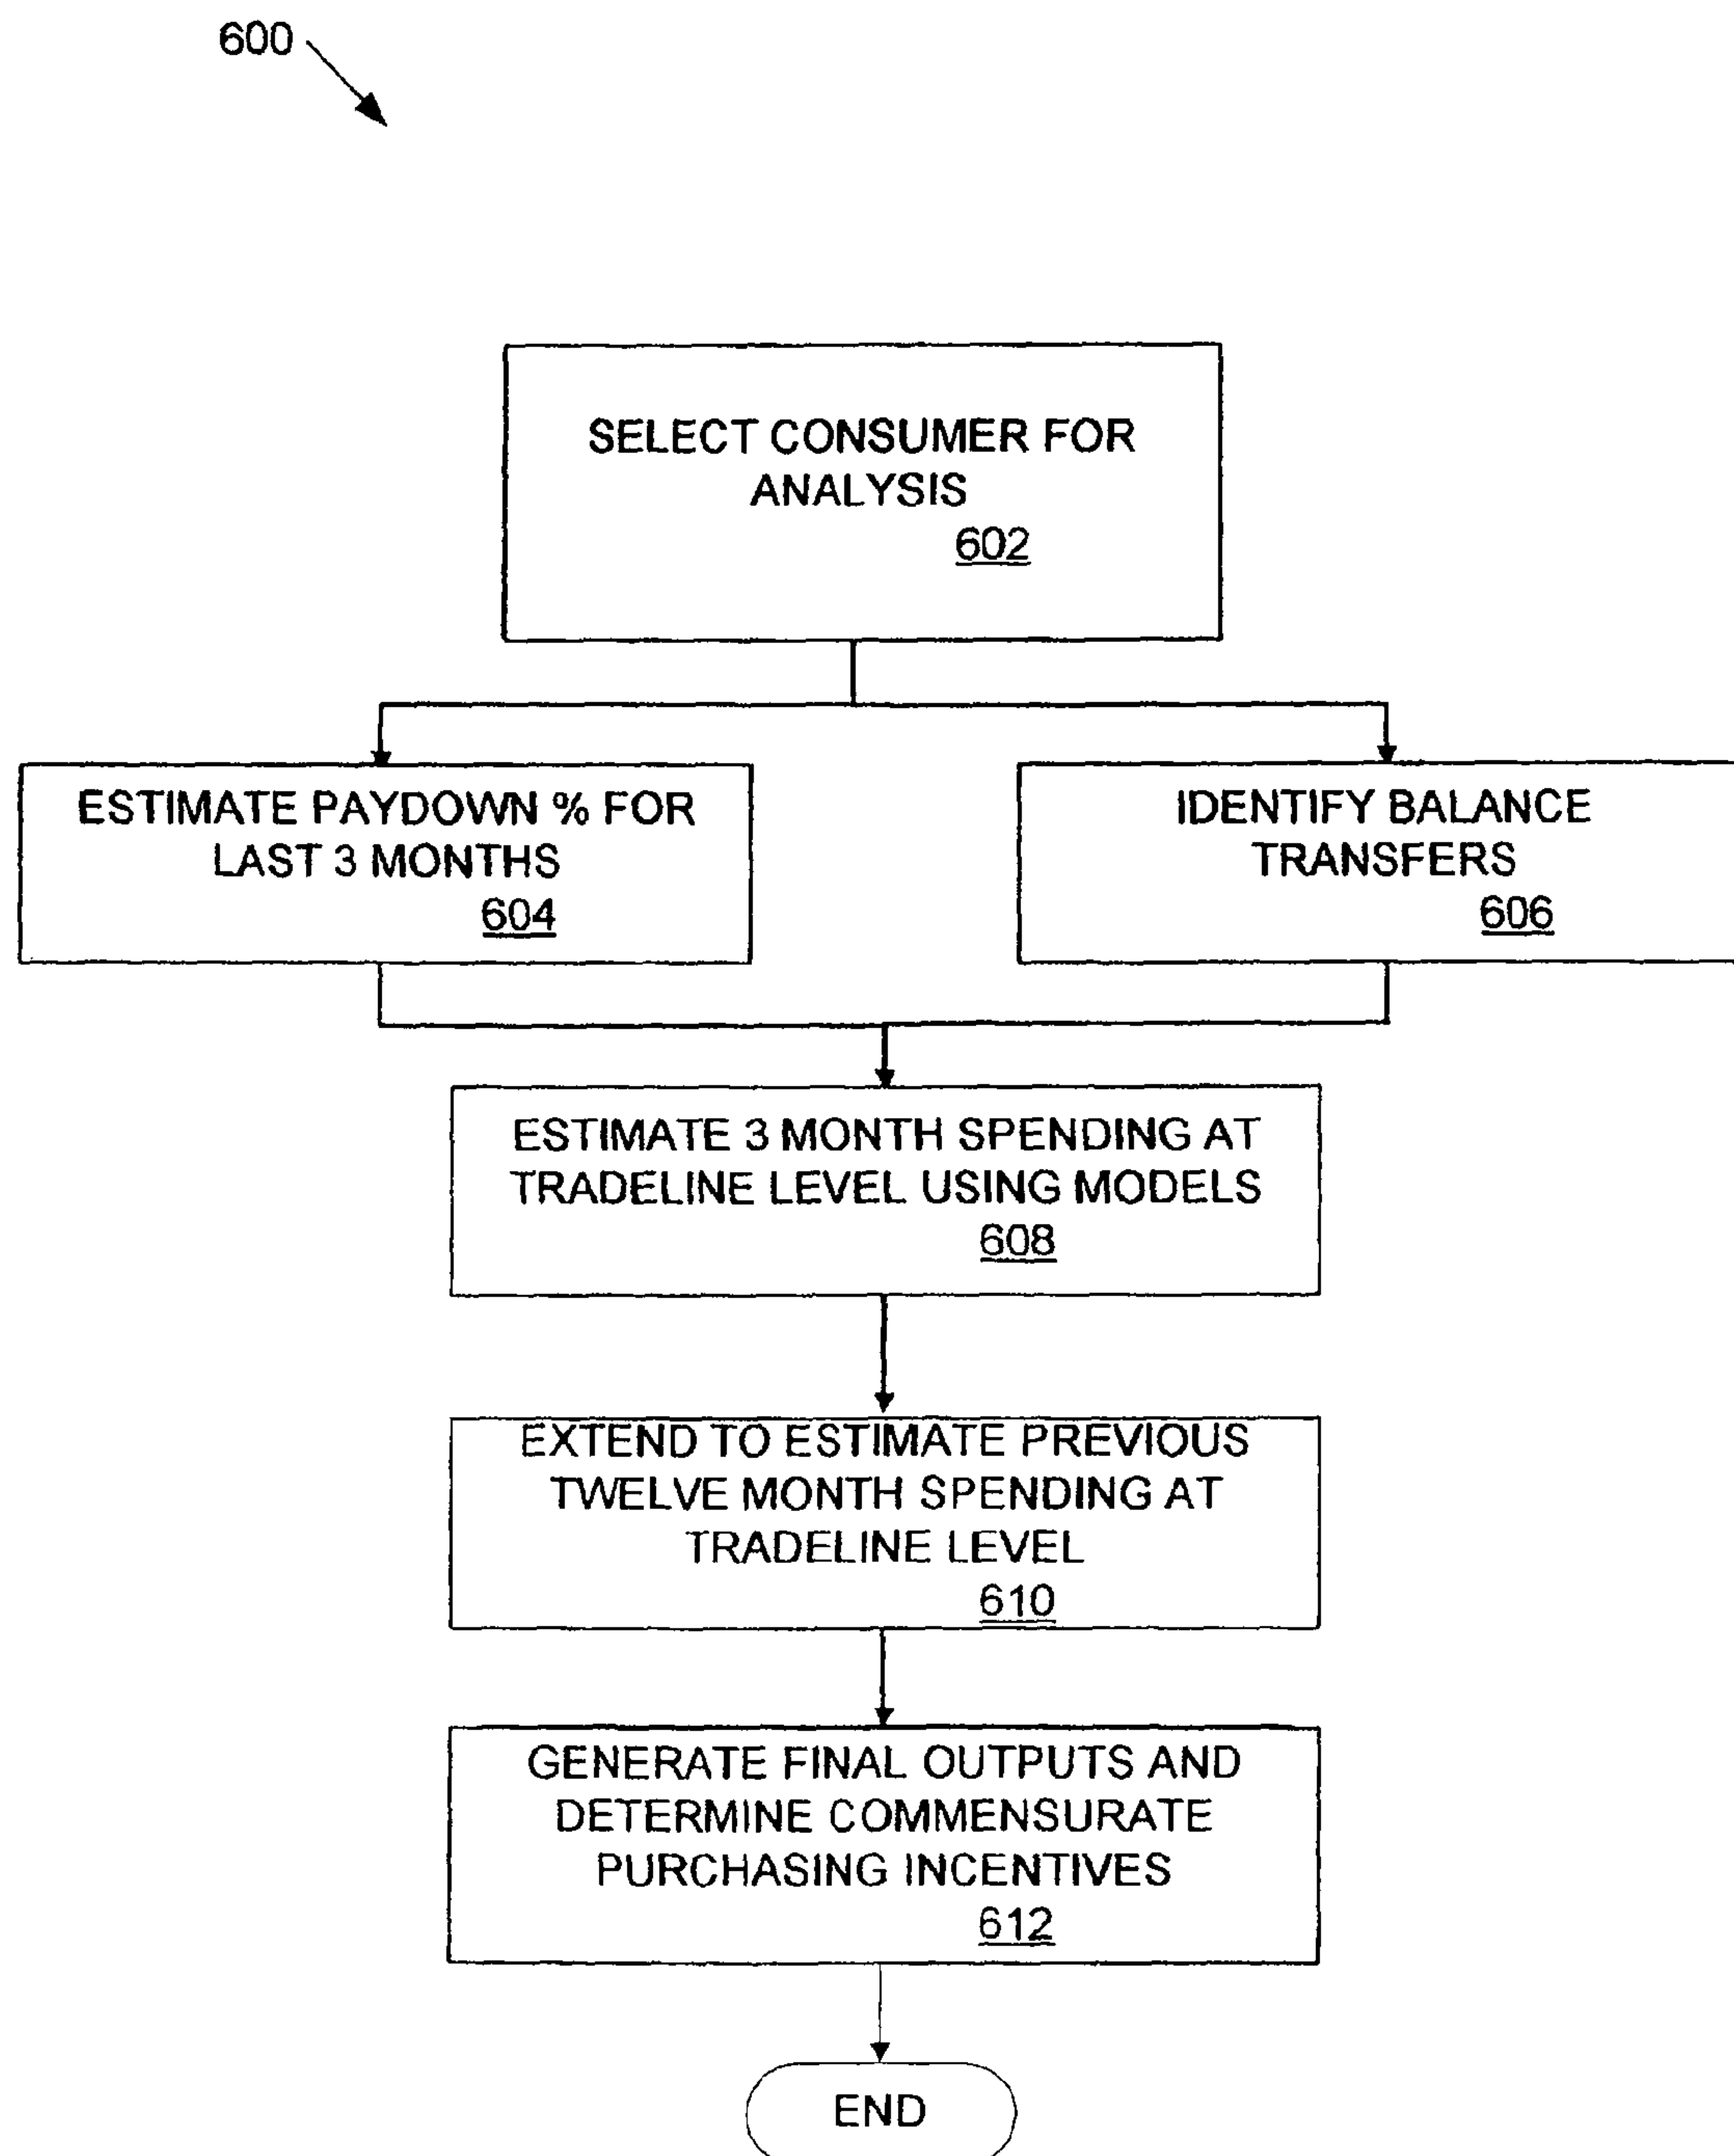 600
SELECT CONSUMER FOR
ANALYSIS
602
ESTIMATE PAYDOWN % FOR
LAST 3 MONTHS
604
IDENTIFY BALANCE
TRANSFERS
606
ESTIMATE 3 MONTH SPENDING AT
TRADELINE LEVEL USING MODELS
608
EXTEND TO ESTIMATE PREVIOUS
TWELVE MONTH SPENDING AT
TRADELINE LEVEL
610
GENERATE FINAL OUTPUTS AND
DETERMINE COMMENSURATE
PURCHASING INCENTIVES
612
END